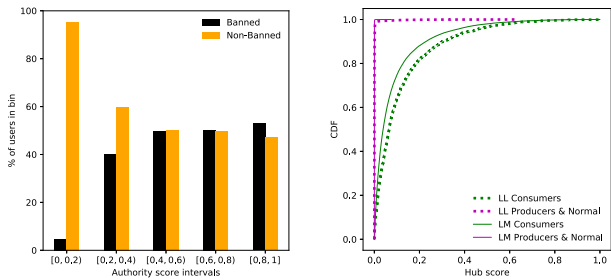 100
80
60
40
20
0
% of users in bin
Banned
Non-Banned
[0, 0,2) [0,2, 0,4) [0,4, 0,6) [0,6, 0,8) [0,8, 1]
Authority score intervals
1.0
0.8
0.6
0.4
0.2
0.0
CDF
LL Consumers
LL Producers & Normal
LM Consumers
LM Producers & Normal
0,0 0,2 0,4 0,6 0,8 1,0
Hub score